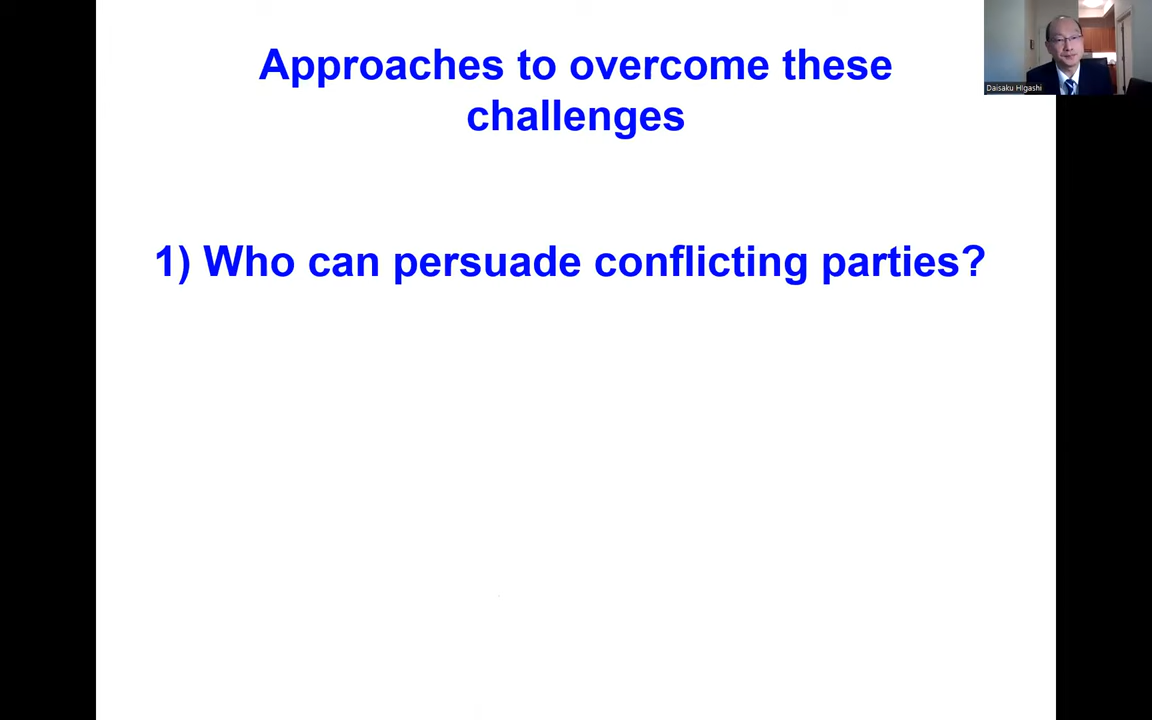 Approaches to overcome these
challenges
Daisaku Higashi
1) Who can persuade conflicting parties?